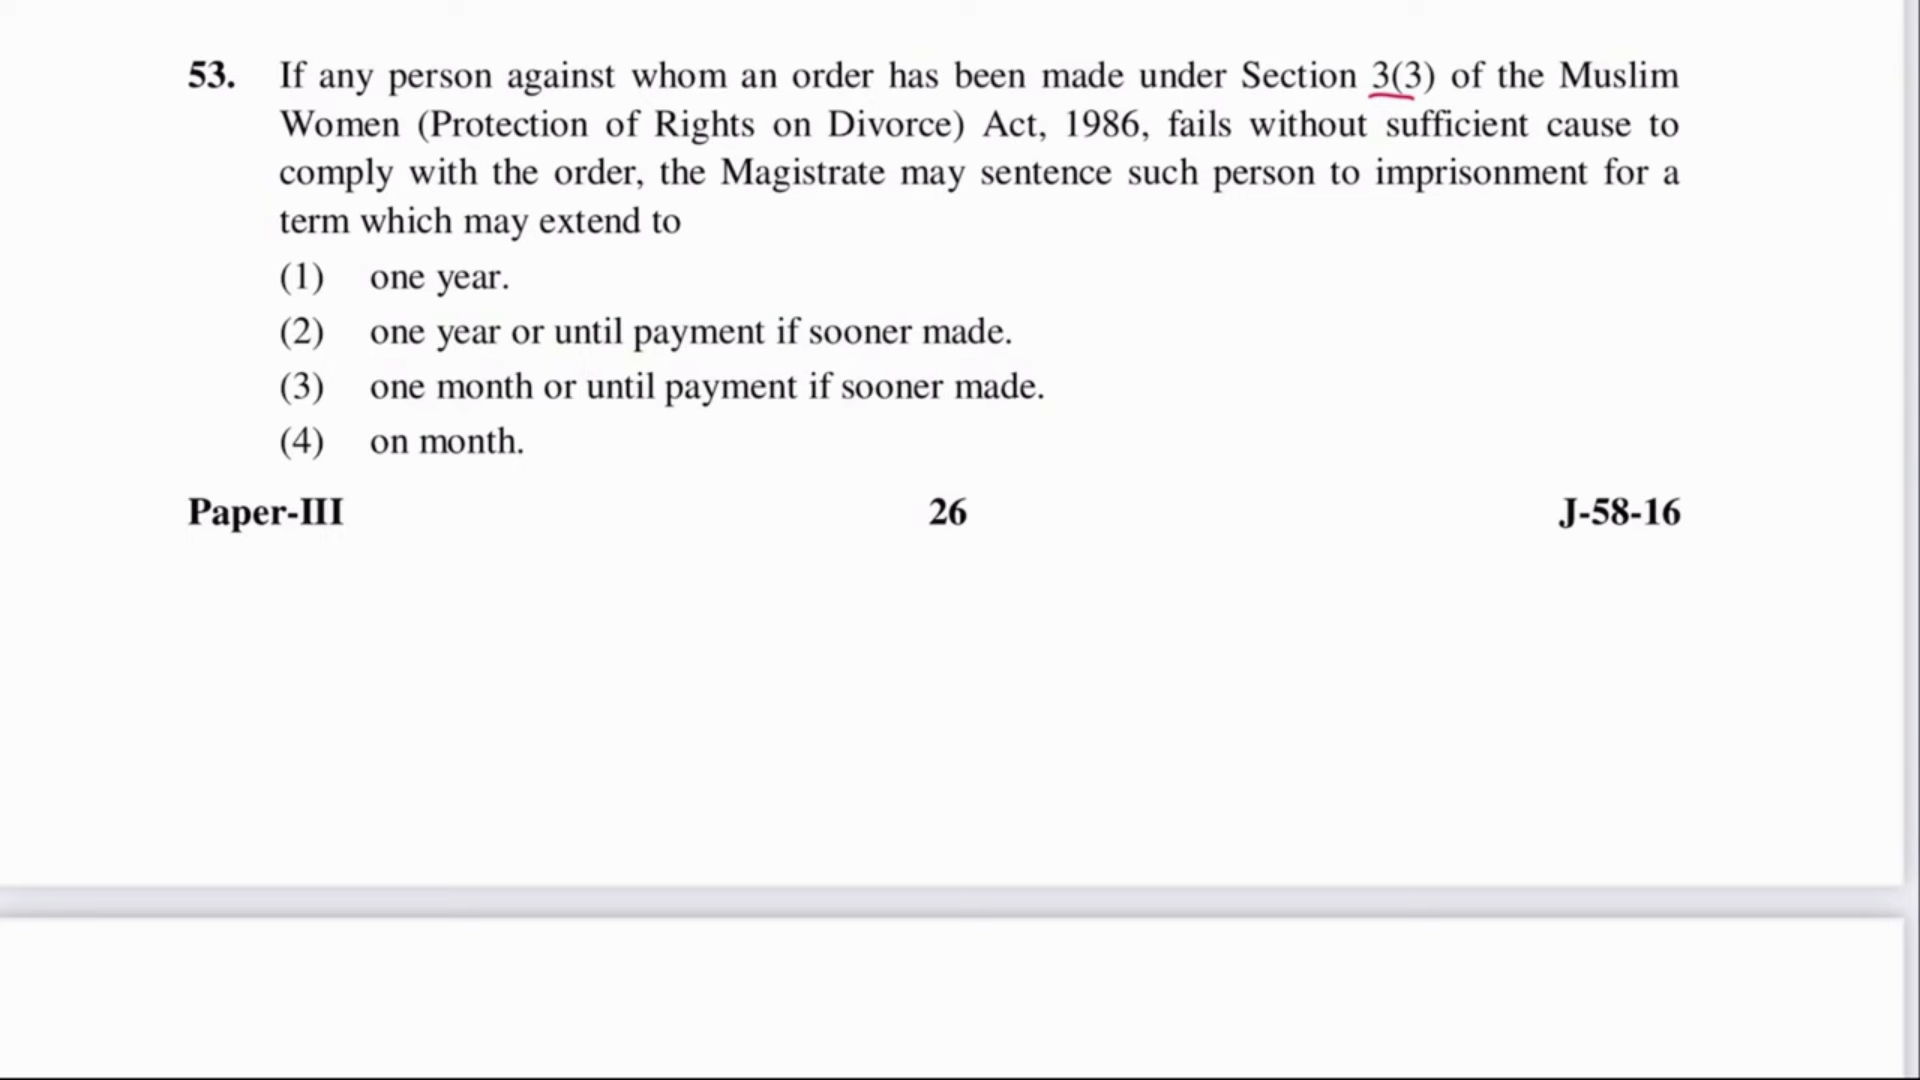 53. If any person against whom an order has been made under Section 3(3) of the Muslim
Women (Protection of Rights on Divorce) Act, 1986, fails without sufficient cause to
comply with the order, the Magistrate may sentence such person to imprisonment for a
term which may extend to
(1) one year.
(2) one year or until payment if sooner made.
(3) one month or until payment if sooner made.
(4) on month.
Paper-III 26 J-58-16